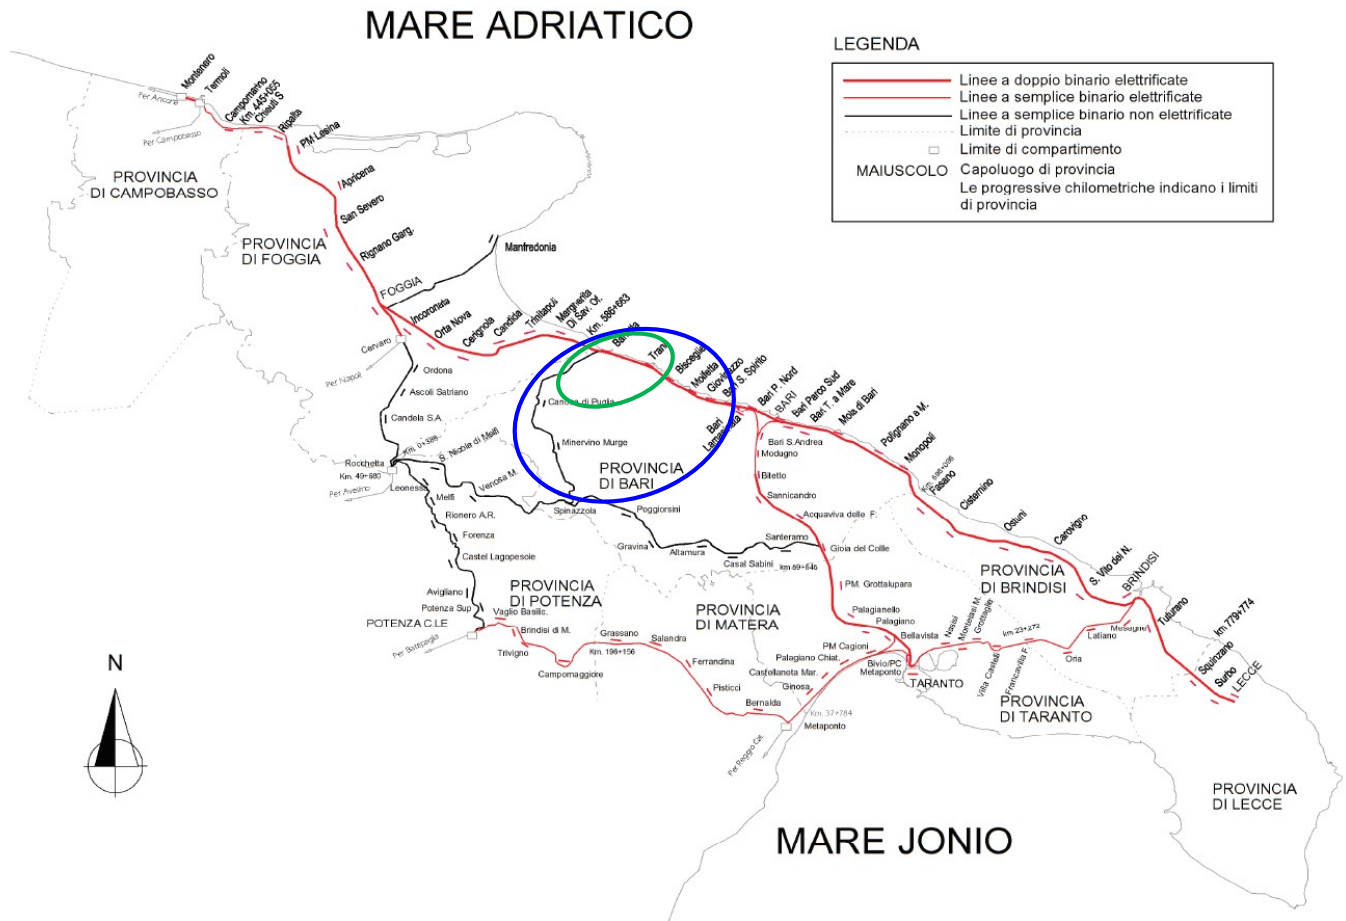 MARE ADRIATICO
LEGENDA
Linee a doppio binario elettrificate
Linee a semplice binario elettrificate
Linee a semplice binario non elettrificate
Limite di provincia
Limite di compartimento
MAIUSCOLO Capoluogo di provincia
Le progressive chilometriche indicano i limiti
di provincia
Montenero
Termoli
Per Ancona
Per Campobasso
Campomarino
Km. 445+055
Chieuti S
Ripalta
PM Lesina
PROVINCIA
DI CAMPOBASSO
Apricena
San Severo
PROVINCIA
DI FOGGIA
Rignano Garg.
Manfredonia
FOGGIA
Incoronata
Orta Nova
Cerignola
Candida
Trinitapoli
Margherita
Di Sav. Of.
Km. 586+663
Barletta
Trani
Bisceglie
Molfetta
Giovinazzo
Bari S. Spirito
Bari P. Nord
BARI
Bari Parco Sud
Bari T. a Mare
Mola di Bari
Polignano a M.
Monopoli
Fasano
Cisternino
Ostuni
Carovigno
S. Vito dei N.
BRINDISI
Tuturano
km 779+774
Squinzano
Surbo
LECCE
Cervaro
Per Napoli
Ordona
Ascoli Satriano
Candela S.A.
Canosa di Puglia
Minervino Murge
PROVINCIA
DI BARI
Bari
Lamasinata
Bari S.Andrea
Modugno
Bitetto
Sannicandro
Acquaviva delle F.
Gioia del Collle
S. Nicola di Melfi
Rocchetta
Km. 49+680
Per Avellino
Leonessa
Venosa M.
Melfi
Spinazzola
Poggiorsini
Rionero A.R.
Forenza
Castel Lagopesole
Gravina
Altamura
Santeramo
Casal Sabini
km 89+546
Avigliano
Potenza Sup
POTENZA C.LE
Per Battipaglia
PROVINCIA
DI POTENZA
Vaglio Basilic.
Brindisi di M.
Trivigno
Campomaggiore
Grassano
Km. 196+156
Salandra
Ferrandina
Pisticci
Bernalda
PROVINCIA
DI MATERA
PM. Grottalupara
Palagianello
Palagiano
Bellavista
PM Cagioni
Palagiano Chiat.
Castellaneta Mar.
Ginosa
Km. 37+784
Metaponto
Per Reggio Cal.
Bivio/PC
Metaponto
TARANTO
Nasisi
Montelasi M.
Grottaglie
km 23+272
Villa Castelli
Francavilla F.
Oria
Latiano
Mesagne
PROVINCIA
DI BRINDISI
PROVINCIA
DI TARANTO
PROVINCIA
DI LECCE
N
MARE JONIO